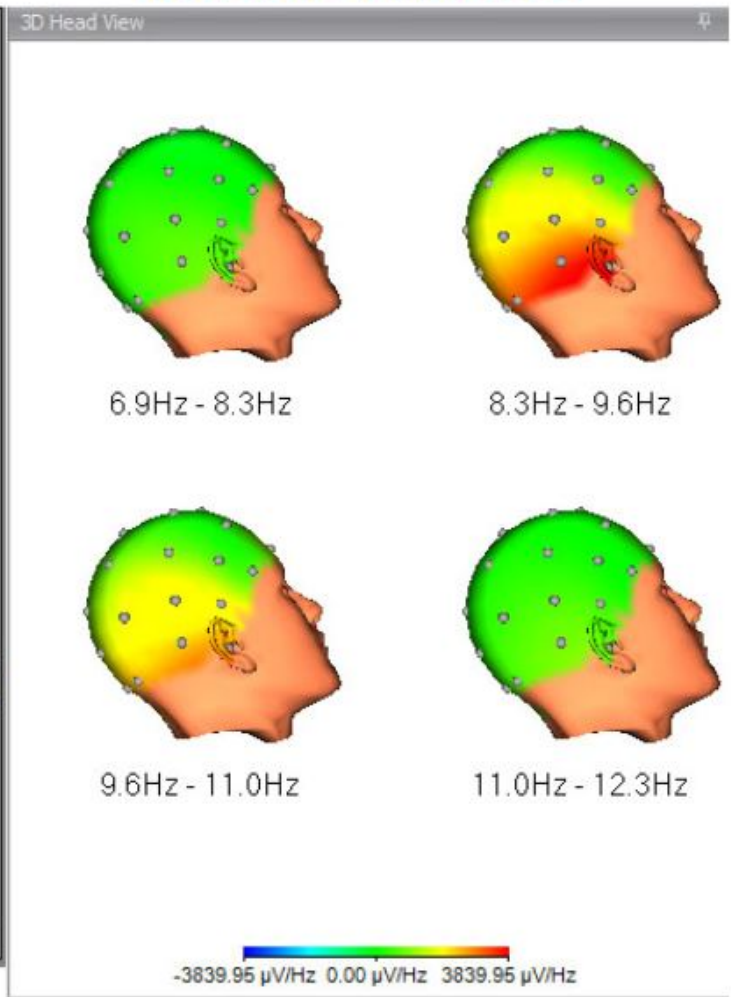 3D Head View
6.9Hz - 8.3Hz
8.3Hz - 9.6Hz
9.6Hz - 11.0Hz
11.0Hz - 12.3Hz
-3839.95 µV/Hz 0.00 µV/Hz 3839.95 µV/Hz